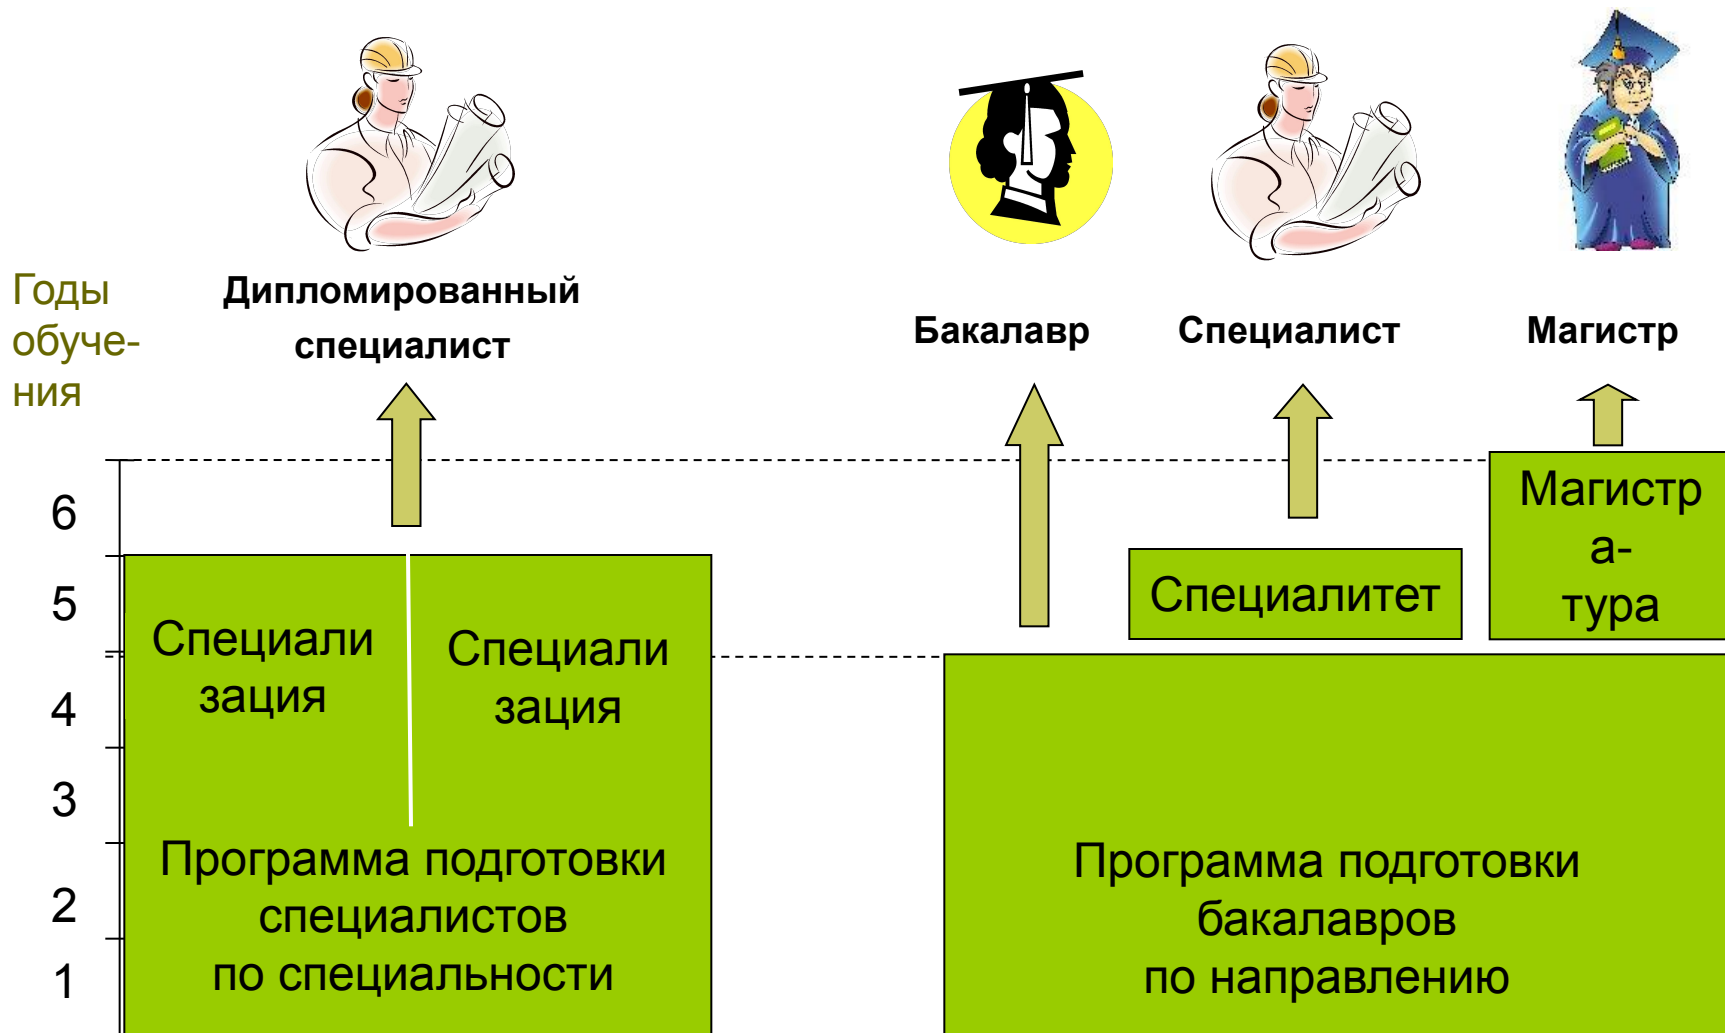 Годы
обуче-
ния
Дипломированный
специалист
Бакалавр
Специалист
Магистр
6
5
4
3
2
1
Специали
зация
Специали
зация
Программа подготовки
специалистов
по специальности
Специалитет
Магистр
а-
тура
Программа подготовки
бакалавров
по направлению